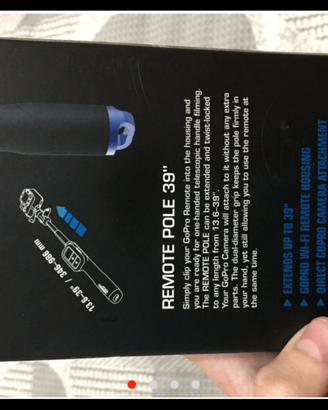 13.6-39" / 346-986 mm
REMOTE POLE 39"
Simply clip your GoPro Remote into the housing and
you are ready for one-handed telescopic handle filming.
The REMOTE POLE can be extended and twist-locked
to any length from 13.6-39".
Your GoPro Camera will attach to it without any extra
parts. The dual-diameter grip keeps the pole firmly in
your hand, yet still allowing you to use the remote at
the same time.
▶ EXTENDS UP TO 39"
▶ GOPRO WI-FI REMOTE HOUSING
▶ DIRECT GOPRO CAMERA ATTACHMENT